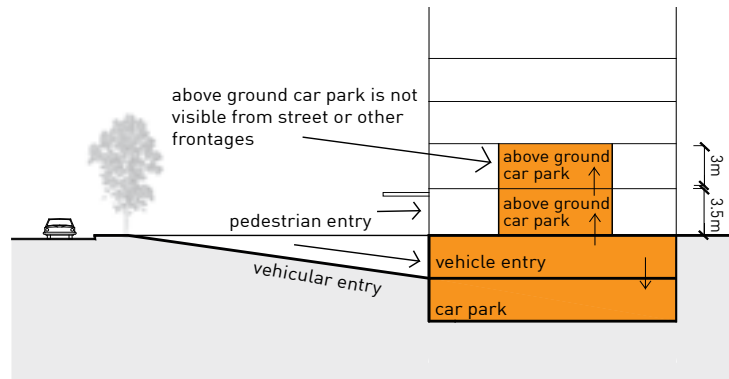 above ground car park is not
visible from street or other
frontages
above ground
car park
3m
above ground
car park
3.5m
pedestrian entry
vehicle entry
vehicular entry
car park